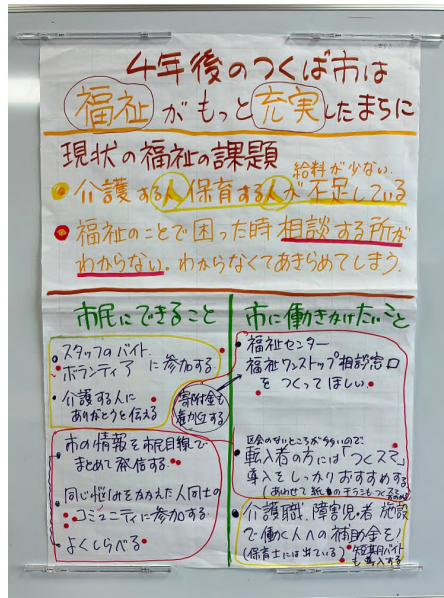 4年後のつくば市は
福祉がもっと充実したまちに
現状の福祉の課題
給料が少ない
・介護する人保育する人が不足している
・福祉のことで困った時相談する所が
わからない。わからなくてあきらめてしまう。
市民にできること
・スタッフのバイト
ボランティアに参加する
・介護する人に
ありがとうと伝える
寄附金も
・市の情報を市民目線で
まとめて発信する
・同じ悩みをかかえた人同士の
コミュニティに参加する
・よくしらべる
市に働きかけたいこと
・福祉センター
福祉ワンストップ相談窓口
をつくってほしい
区会のないところが多いので、
・転入者の方には「つくスマ」
導入をしっかりおすすめする
(あわせて紙のチラシも
・介護職、障害児・者施設
で働く人への補助金を!
(保育士には出ている)
・短期バイト
も導入する